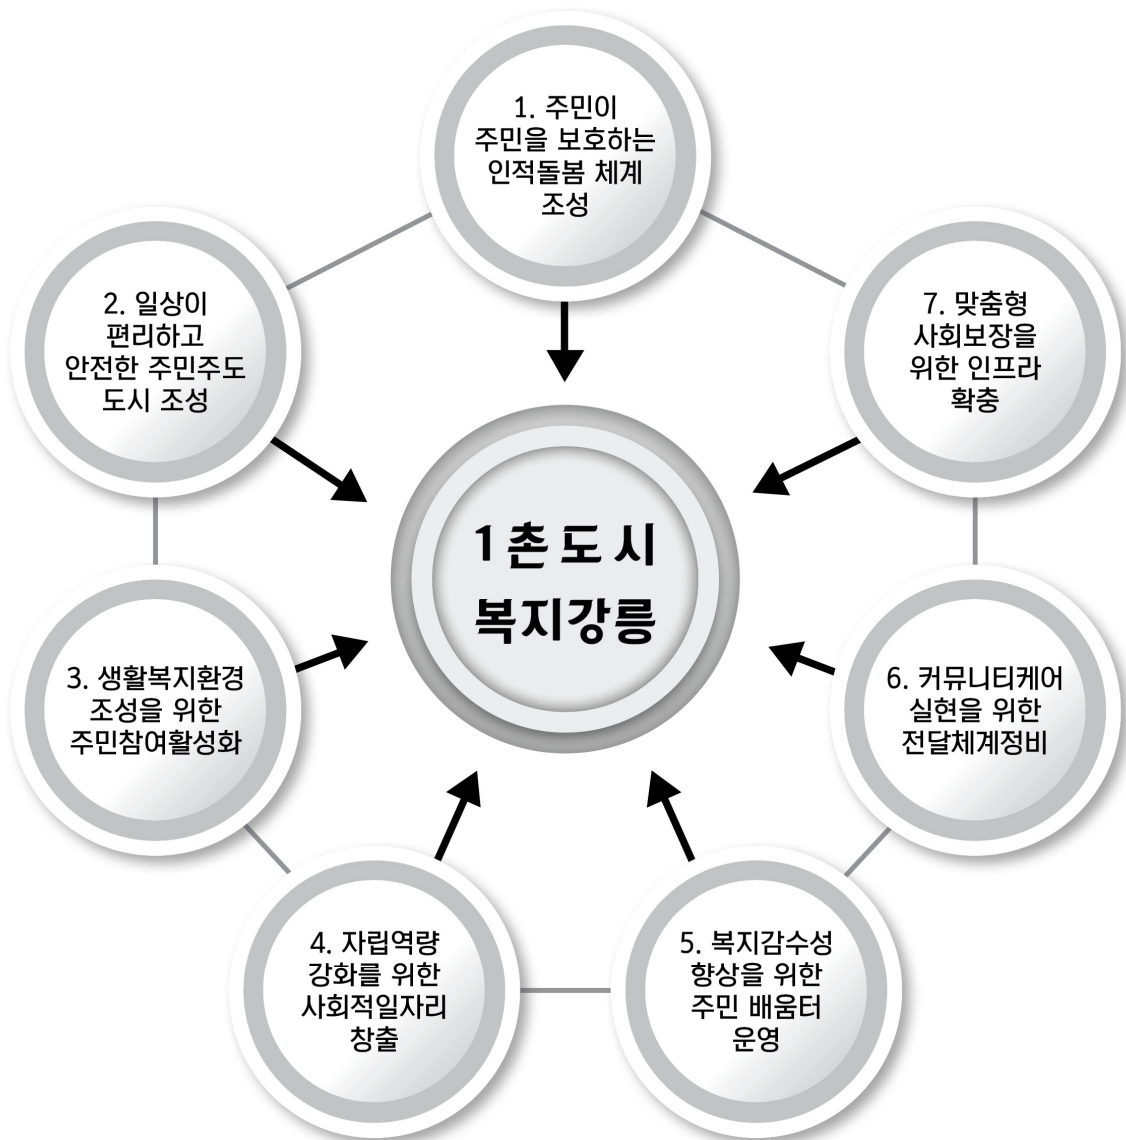 1. 주민이
주민을 보호하는
인적돌봄 체계
조성
2. 일상이
편리하고
안전한 주민주도
도시 조성
7. 맞춤형
사회보장을
위한 인프라
확충
1촌도시
복지강릉
3. 생활복지환경
조성을 위한
주민참여활성화
6. 커뮤니티케어
실현을 위한
전달체계정비
4. 자립역량
강화를 위한
사회적일자리
창출
5. 복지감수성
향상을 위한
주민 배움터
운영